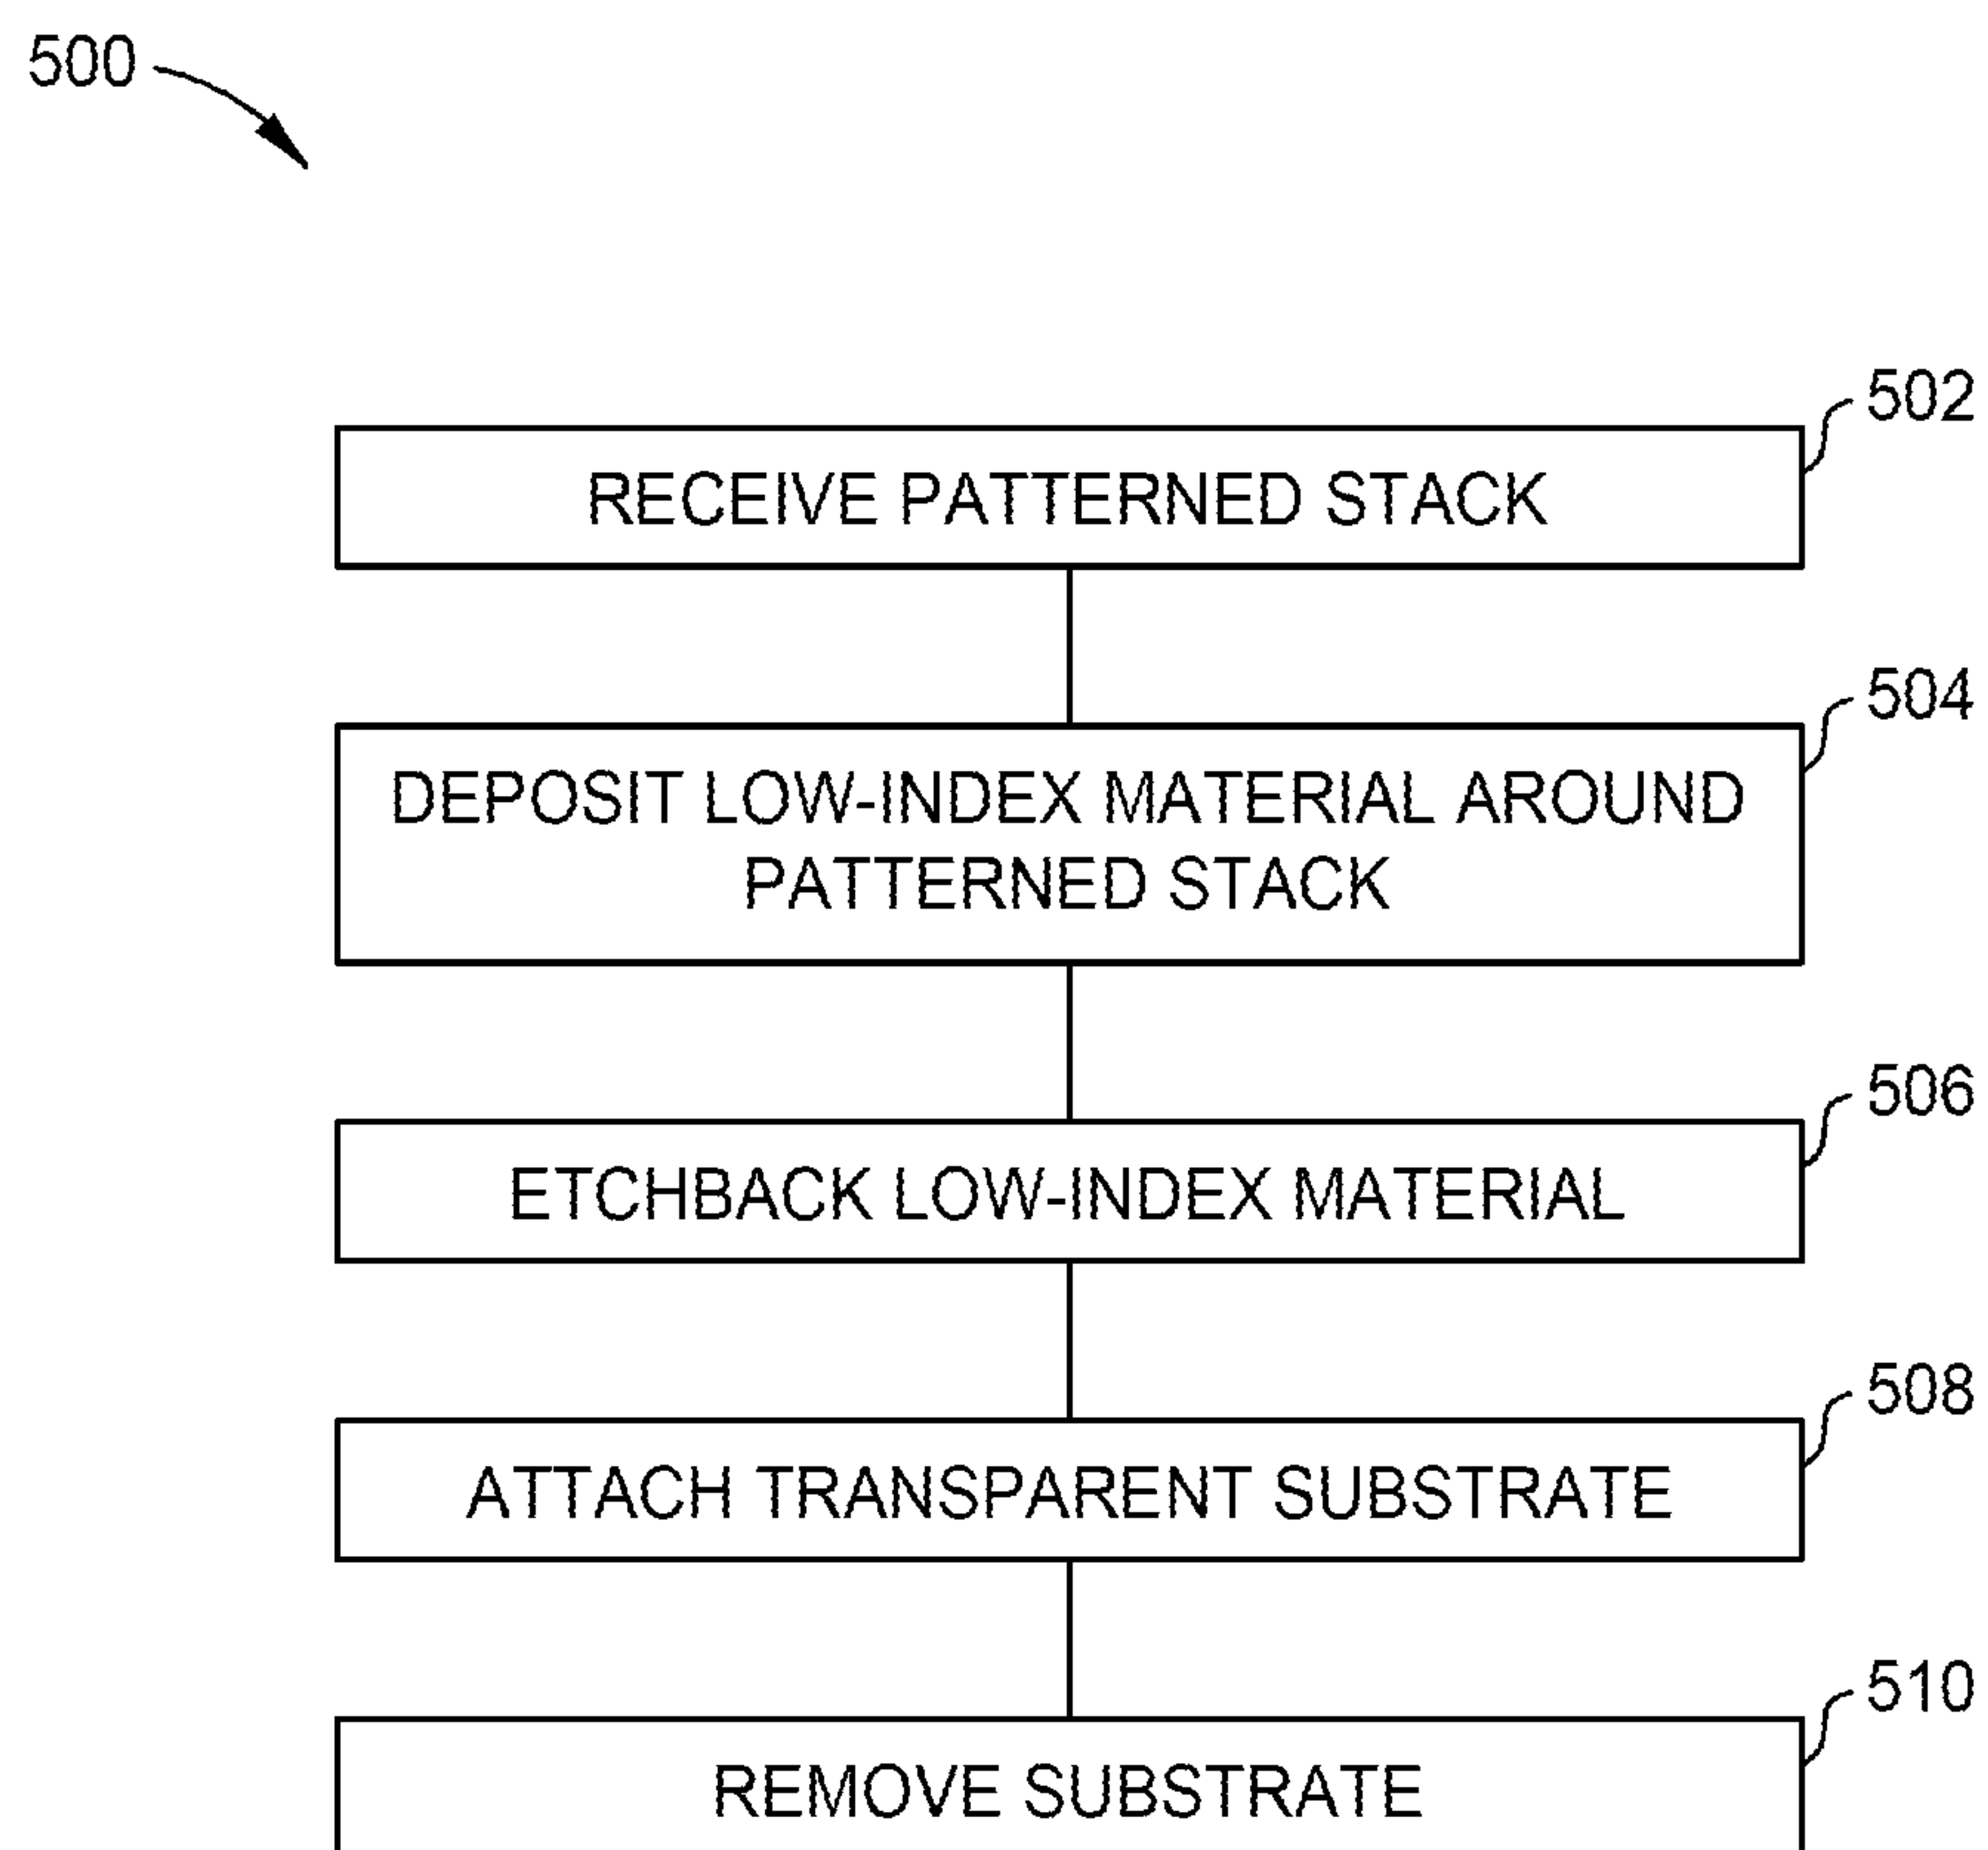 500
502
RECEIVE PATTERNED STACK
504
DEPOSIT LOW-INDEX MATERIAL AROUND
PATTERNED STACK
506
ETCHBACK LOW-INDEX MATERIAL
508
ATTACH TRANSPARENT SUBSTRATE
510
REMOVE SUBSTRATE